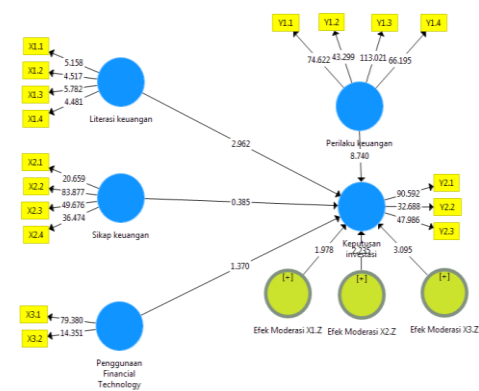 X1.1
X1.2
X1.3
X1.4
5.158
4.517
5.782
4.481
Literasi keuangan
Y1.1
Y1.2
Y1.3
Y1.4
74.622
43.299
113.021
66.195
Perilaku keuangan
8.740
2.962
X2.1
X2.2
X2.3
X2.4
20.659
83.877
49.676
36.474
Sikap keuangan
0.385
Y2.1
Y2.2
Y2.3
90.592
32.688
47.986
Keputusan
investasi
1.370
1.978
2.235
3.095
[+]
[+]
[+]
Efek Moderasi X1.Z
Efek Moderasi X2.Z
Efek Moderasi X3.Z
X3.1
X3.2
79.380
14.351
Penggunaan
Financial
Technology